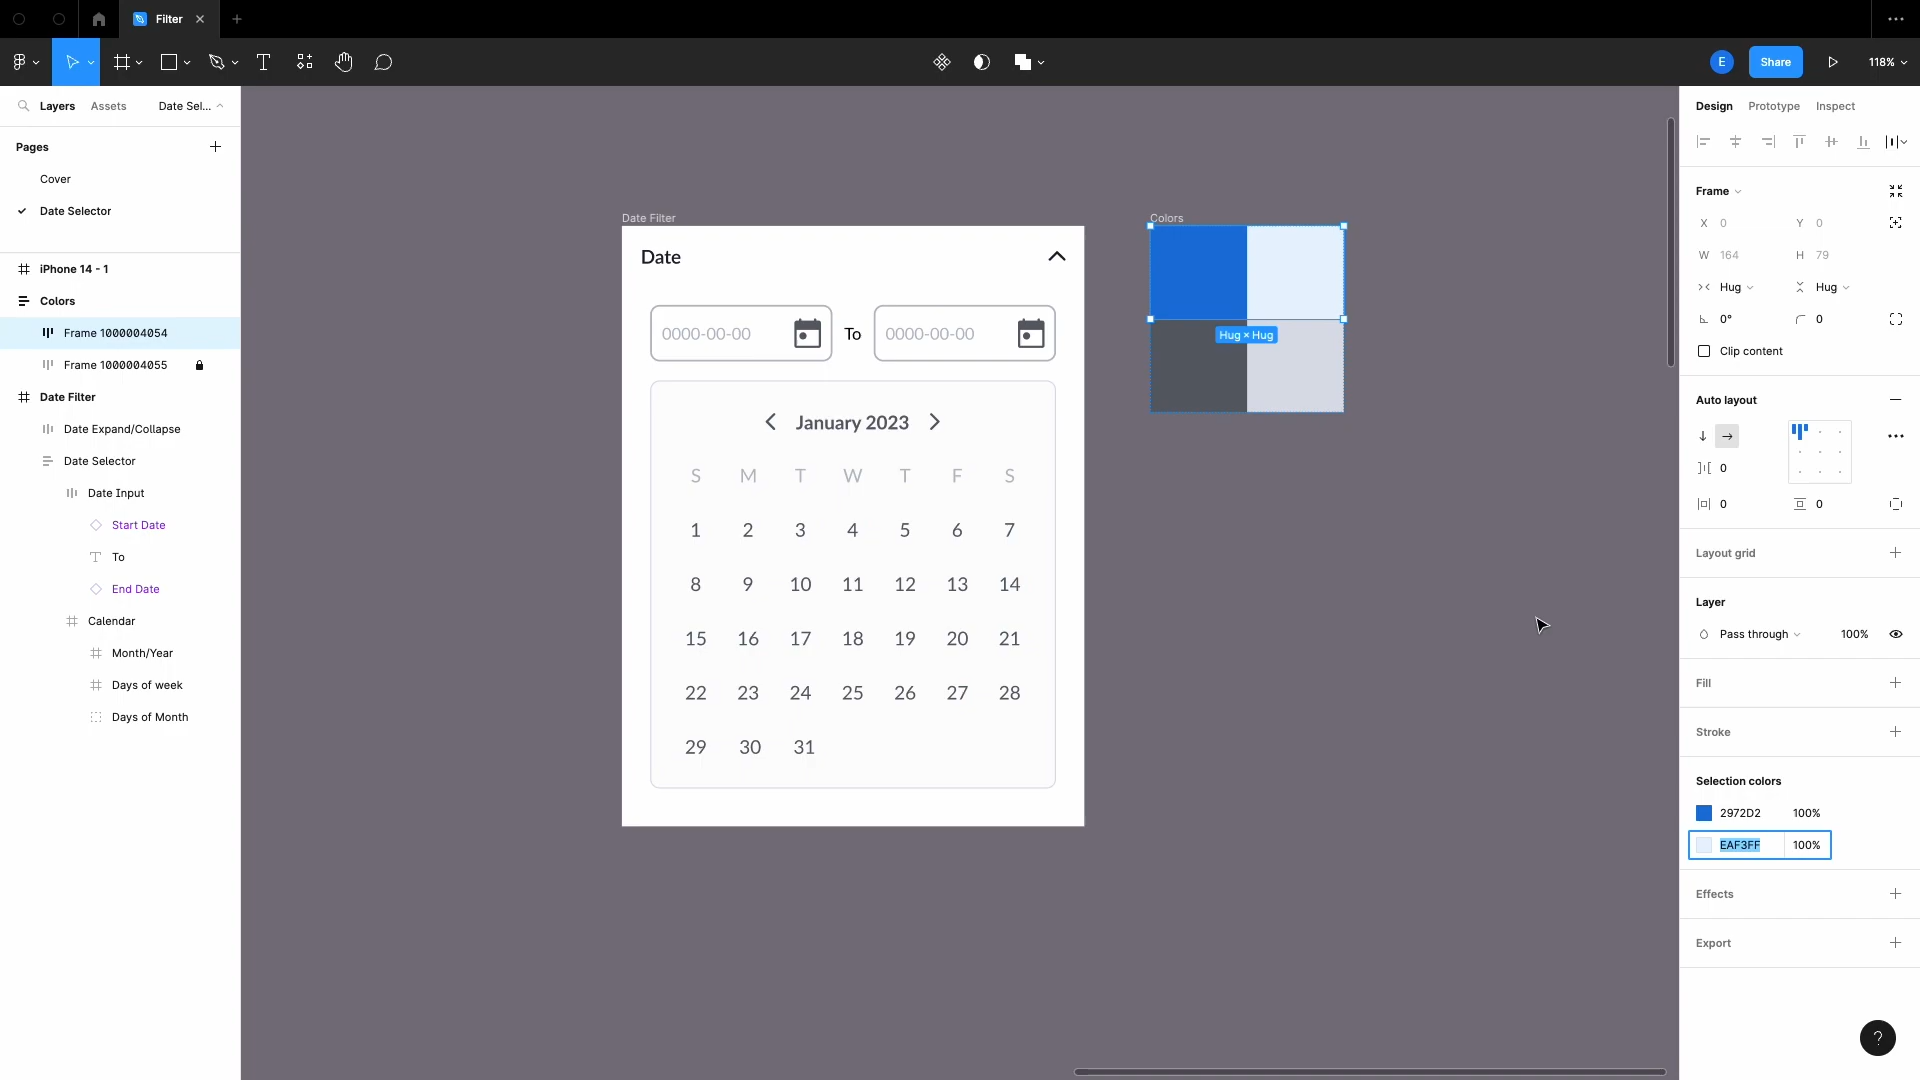 Filter
E
Share
118%
Layers
Assets
Date Sel...
Pages
Cover
Date Selector
iPhone 14 - 1
Colors
Frame 1000004054
Frame 1000004055
Date Filter
Date Expand/Collapse
Date Selector
Date Input
Start Date
To
End Date
Calendar
Month/Year
Days of week
Days of Month
Date Filter
Date
0000-00-00
To
0000-00-00
January 2023
S M T W T F S
1 2 3 4 5 6 7
8 9 10 11 12 13 14
15 16 17 18 19 20 21
22 23 24 25 26 27 28
29 30 31
Colors
Hug × Hug
Design Prototype Inspect
Frame
X 0 Y 0
W 164 H 79
Hug Hug
0° 0
Clip content
Auto layout
0
0 0
Layout grid
Layer
Pass through 100%
Fill
Stroke
Selection colors
2972D2 100%
EAF3FF 100%
Effects
Export
?